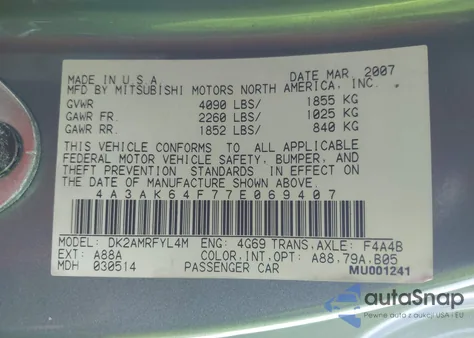 MADE IN U.S.A. DATE MAR. 2007
MFD BY MITSUBISHI MOTORS NORTH AMERICA, INC.
GVWR 4090 LBS/ 1855 KG
GAWR FR. 2260 LBS/ 1025 KG
GAWR RR. 1852 LBS/ 840 KG
THIS VEHICLE CONFORMS TO ALL APPLICABLE
FEDERAL MOTOR VEHICLE SAFETY, BUMPER, AND
THEFT PREVENTION STANDARDS IN EFFECT ON
THE DATE OF MANUFACTURE SHOWN ABOVE.
4A3AK64F77E069407
MODEL: DK2AMRFYL4M ENG: 4G69 TRANS.AXLE: F4A4B
EXT: A88A COLOR,INT,OPT: A88.79A.B05
MDH 030514 PASSENGER CAR MU001241
autoSnap
Pewne auta z USA i EU